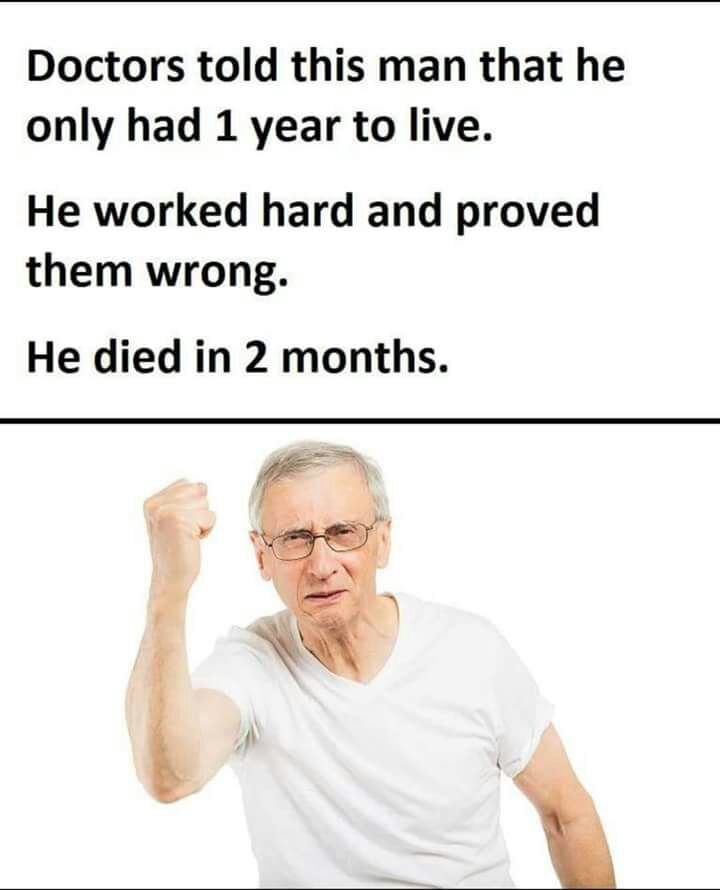 Doctors told this man that he
only had 1 year to live.
He worked hard and proved
them wrong.
He died in 2 months.